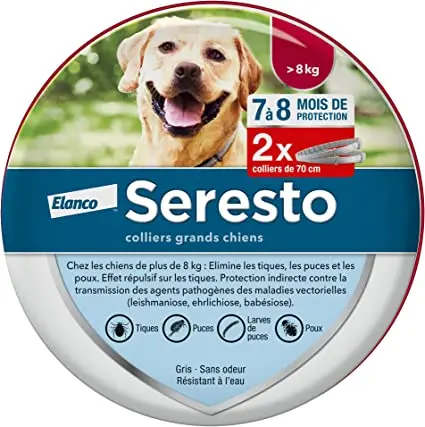 > 8 kg
7 à 8 MOIS DE
PROTECTION
2x
colliers de 70 cm
Elanco
Seresto
colliers grands chiens
Chez les chiens de plus de 8 kg : Elimine les tiques, les puces et les
poux. Effet répulsif sur les tiques. Protection indirecte contre la
transmission des agents pathogènes des maladies vectorielles
(leishmaniose, ehrlichiose, babésiose).
Tiques
Puces
Larves
de puces
Poux
Gris - Sans odeur
Résistant à l'eau